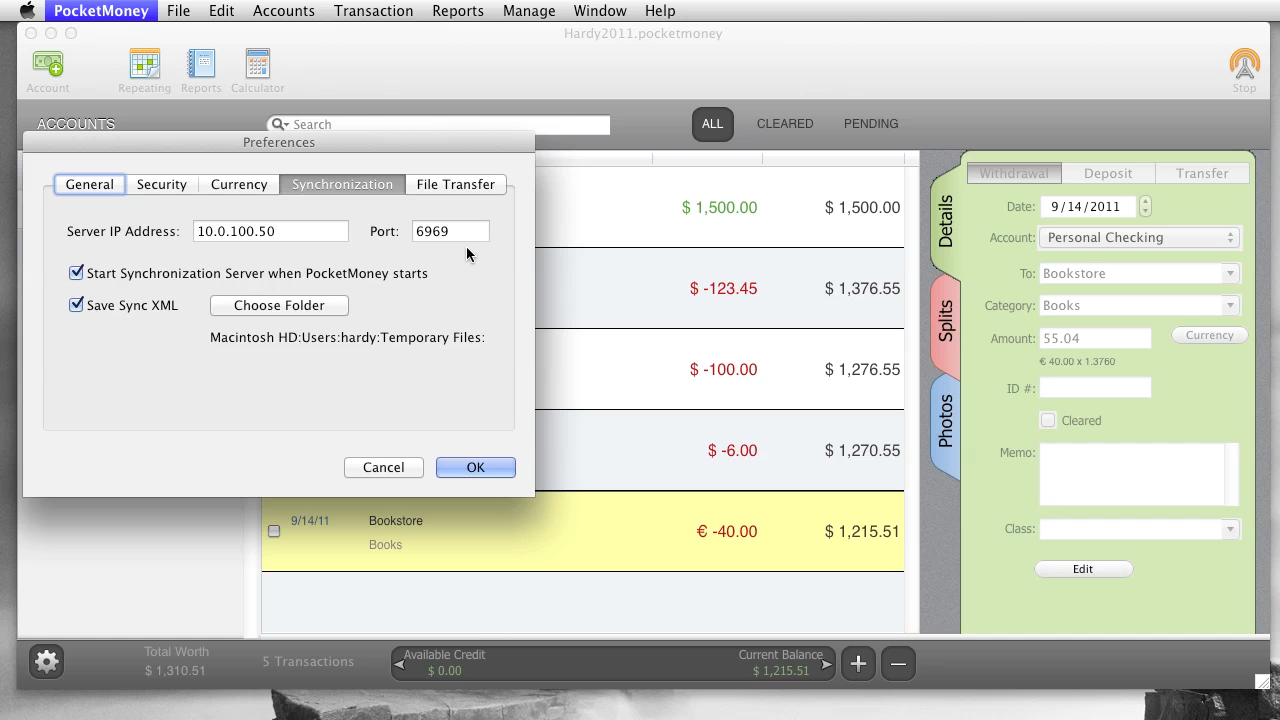 PocketMoney File Edit Accounts Transaction Reports Manage Window Help
Hardy2011.pocketmoney
Account Repeating Reports Calculator Stop
ACCOUNTS Search ALL CLEARED PENDING
Preferences
General Security Currency Synchronization File Transfer
Server IP Address: 10.0.100.50 Port: 6969
Start Synchronization Server when PocketMoney starts
Save Sync XML Choose Folder
Macintosh HD:Users:hardy:Temporary Files:
Cancel OK
$ 1,500.00 $ 1,500.00
$ -123.45 $ 1,376.55
$ -100.00 $ 1,276.55
$ -6.00 $ 1,270.55
9/14/11 Bookstore € -40.00 $ 1,215.51
Books
Details
Splits
Photos
Withdrawal Deposit Transfer
Date: 9/14/2011
Account: Personal Checking
To: Bookstore
Category: Books
Amount: 55.04 Currency
€ 40.00 x 1.3760
ID #:
Cleared
Memo:
Class:
Edit
Total Worth
$ 1,310.51
5 Transactions
Available Credit
$ 0.00
Current Balance
$ 1,215.51